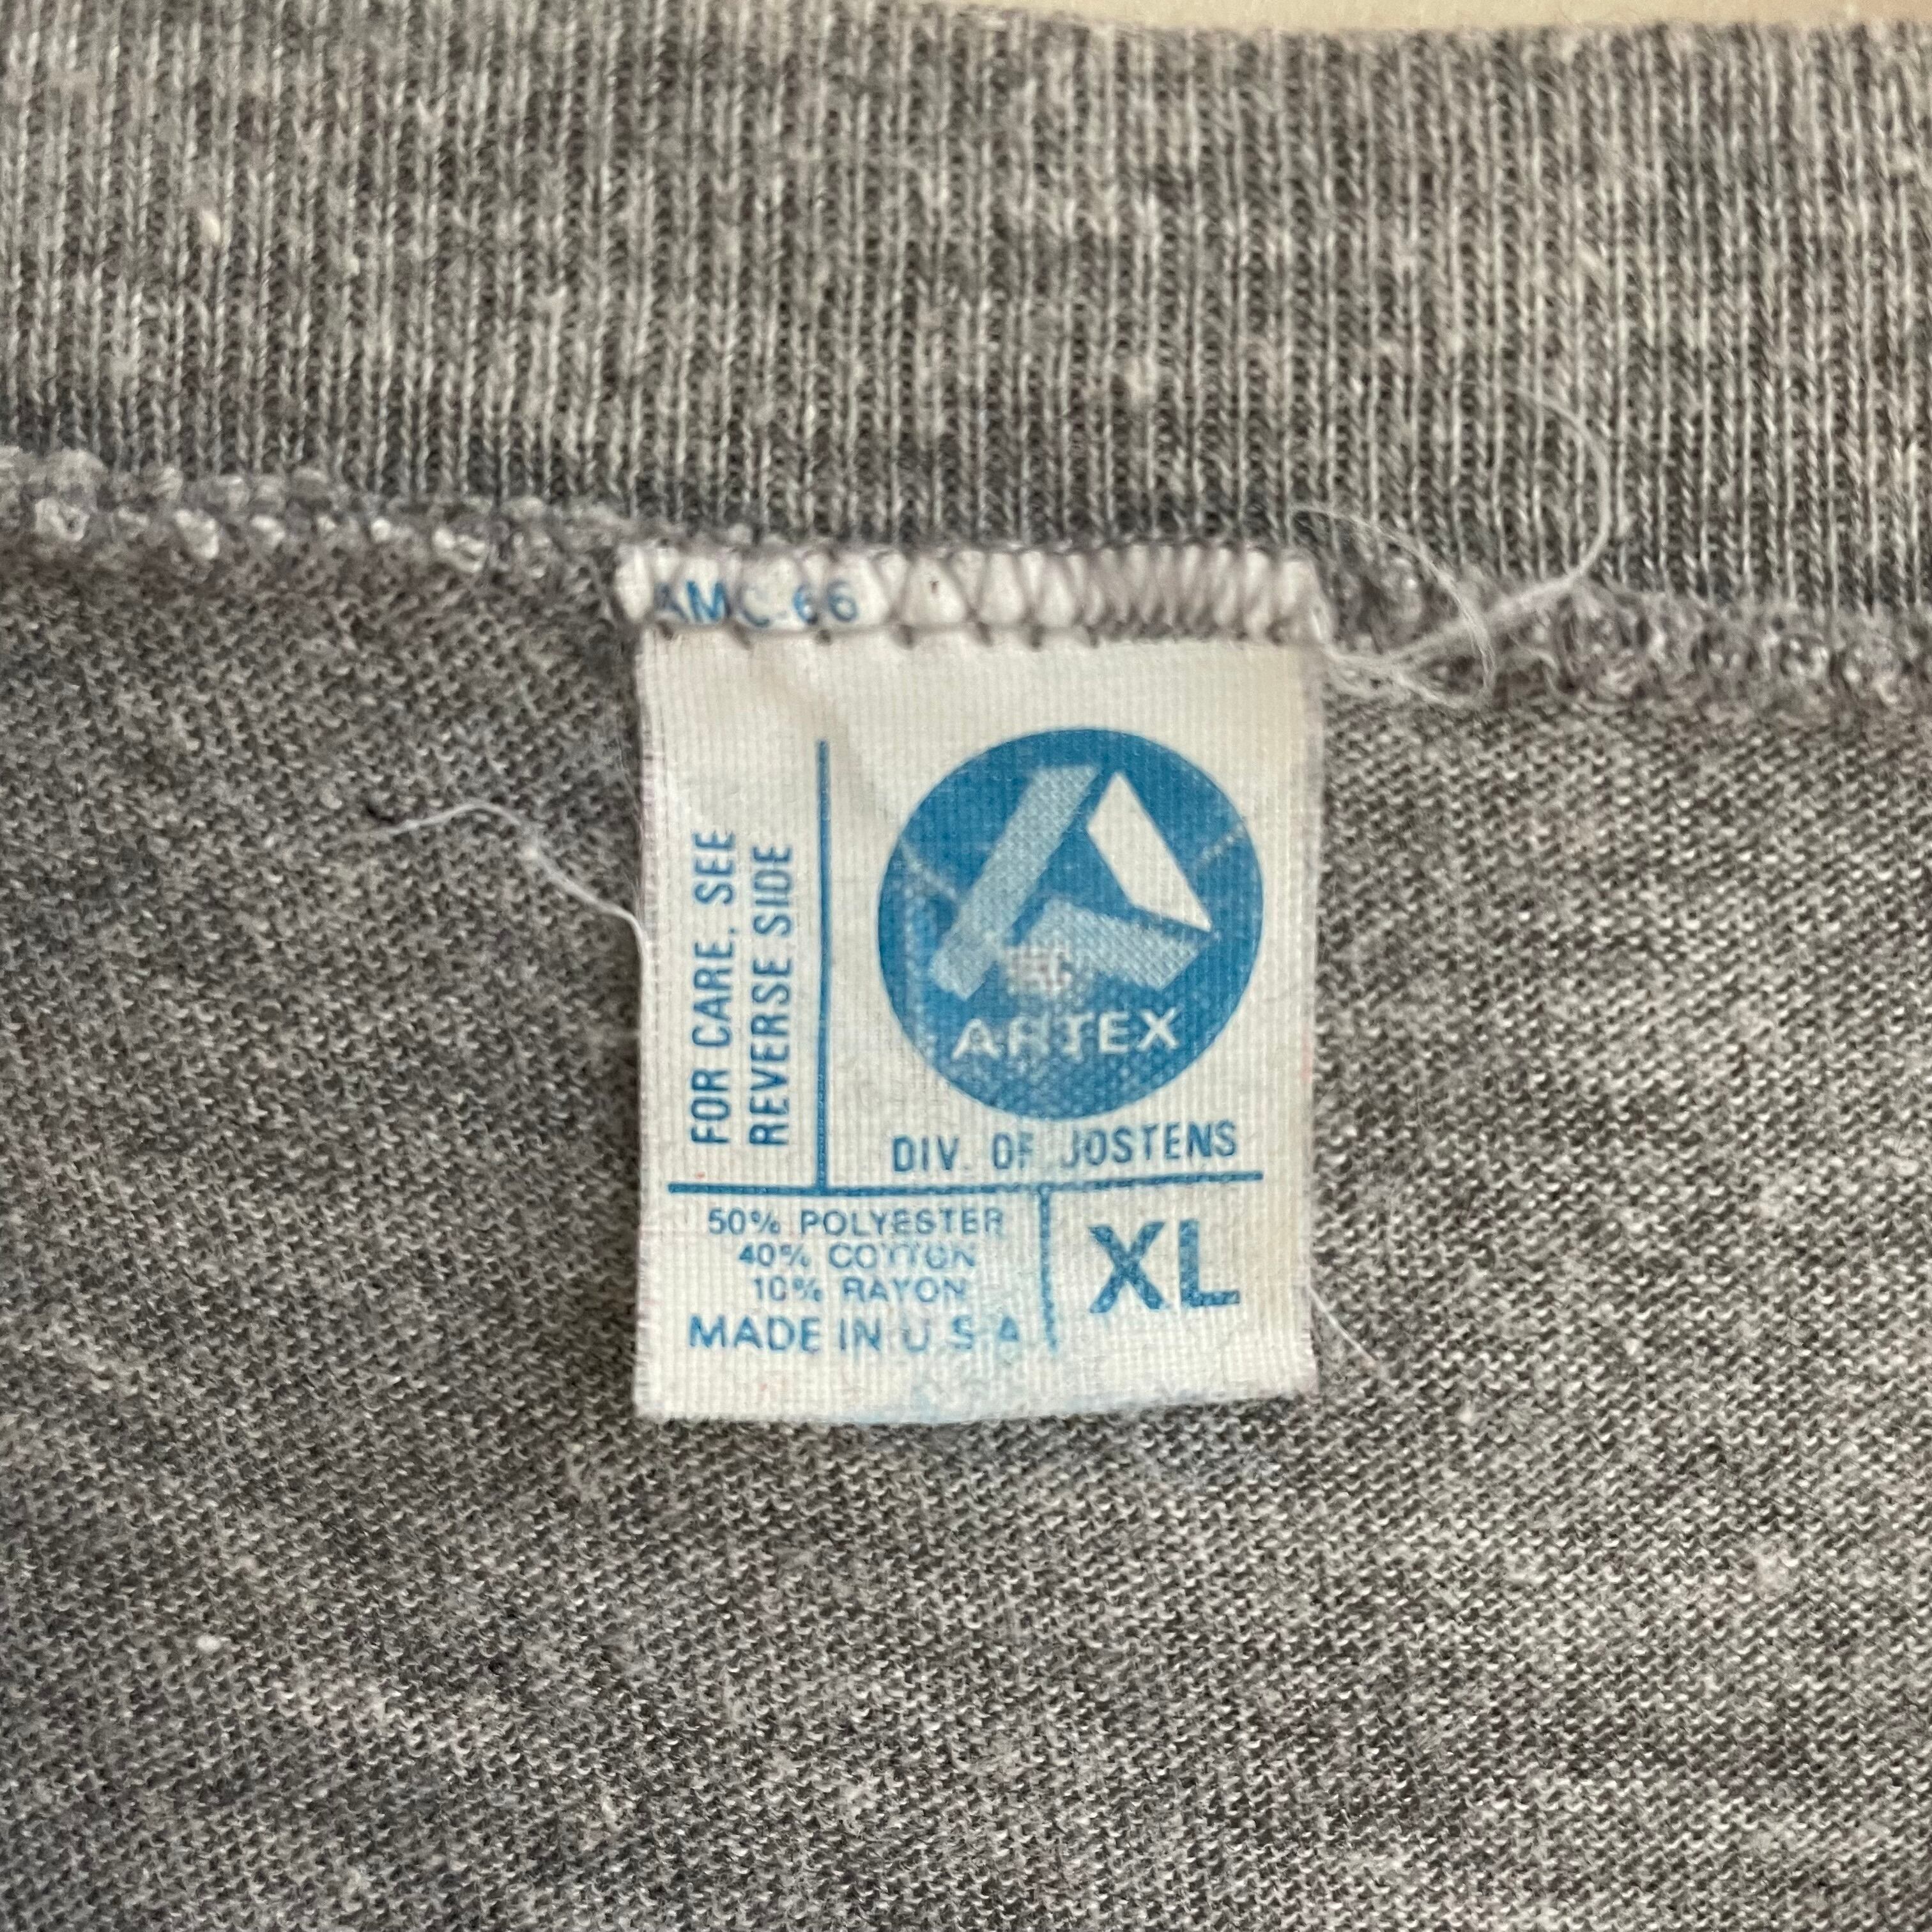 AMC-66
FOR CARE, SEE
REVERSE SIDE
ARTEX
DIV. OF JOSTENS
50% POLYESTER
40% COTTON
10% RAYON
MADE IN U S A
XL